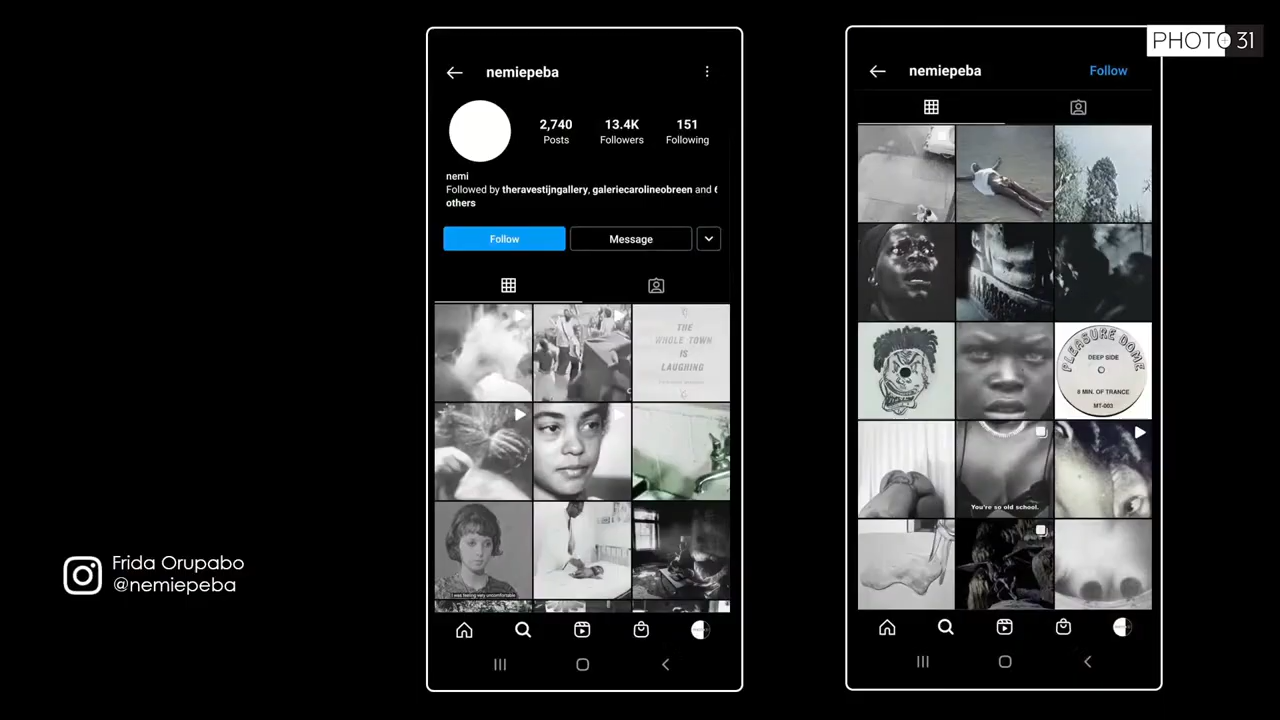 PHOTO 31
nemiepeba
2,740
13.4K
151
Posts
Followers
Following
nemi
Followed by theravestijngallery, galeriecarolineobreen and 6
others
Follow
Message
THE
WHOLE TOWN
IS
LAUGHING
I was feeling very uncomfortable
nemiepeba
Follow
PLEASURE DOME
DEEP SIDE
8 MIN. OF TRANCE
MT-003
You're so old school.
Frida Orupabo
@nemiepeba